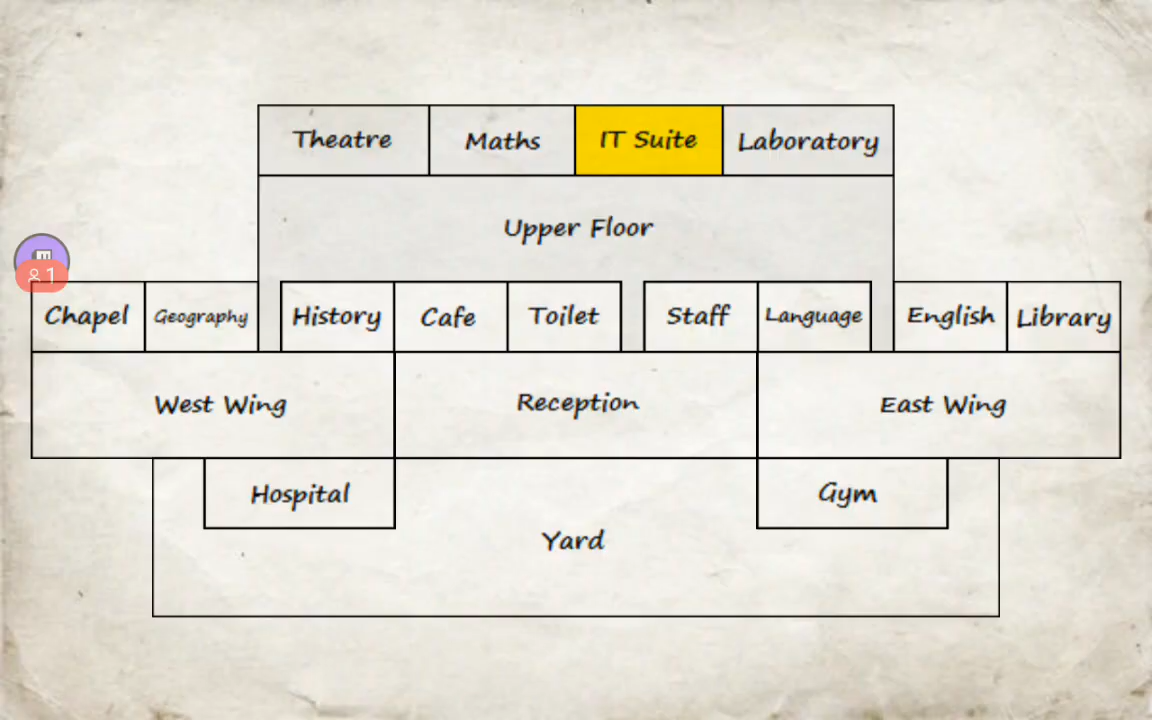 Theatre
Maths
IT Suite
Laboratory
Upper Floor
1
Chapel
Geography
History
Cafe
Toilet
Staff
Language
English
Library
West Wing
Reception
East Wing
Hospital
Gym
Yard